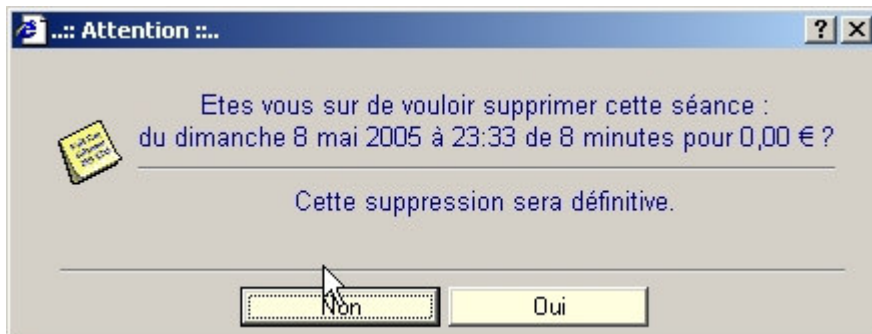 ..:: Attention ::..
Etes vous sur de vouloir supprimer cette séance :
du dimanche 8 mai 2005 à 23:33 de 8 minutes pour 0,00 € ?
Cette suppression sera définitive.
Non
Oui